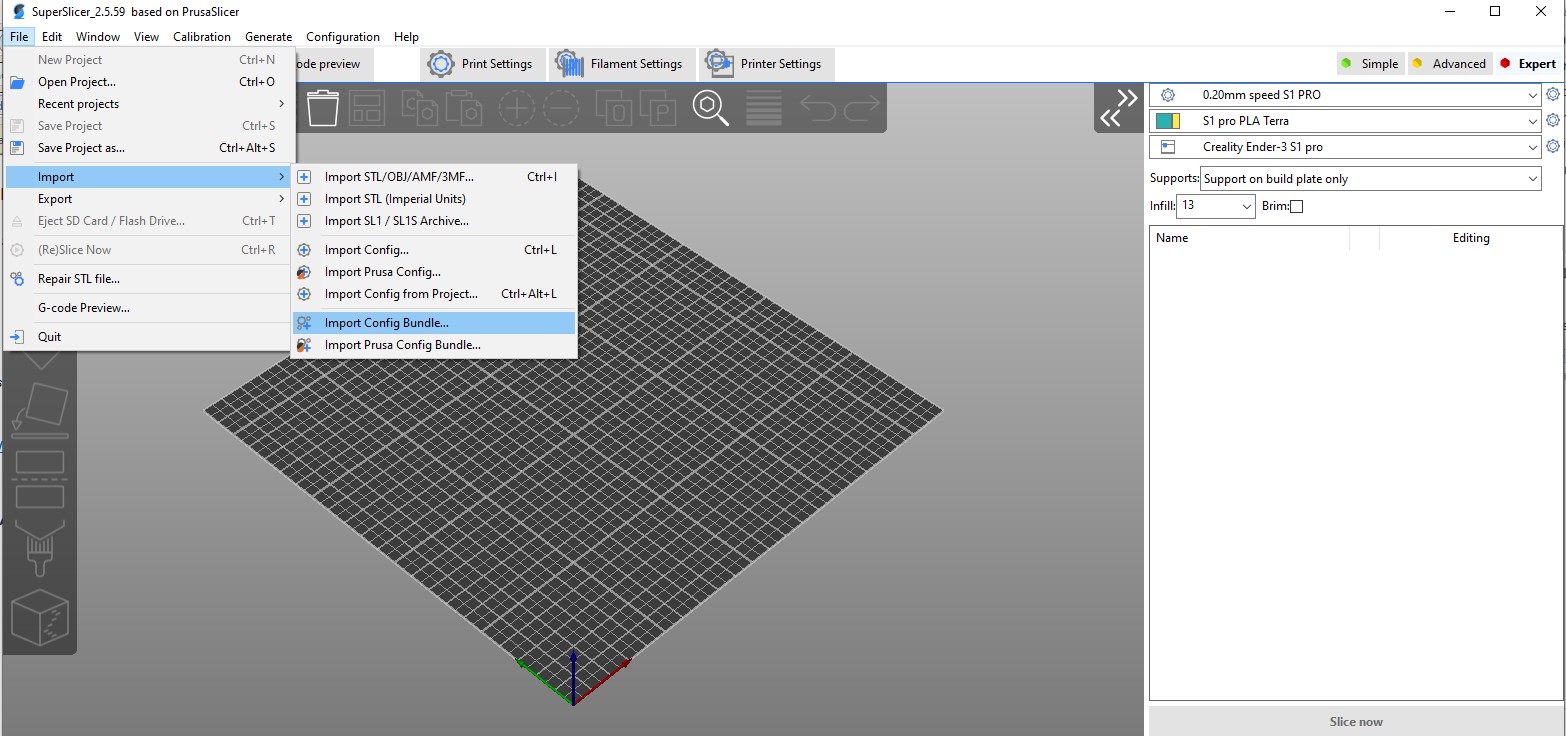 SuperSlicer_2.5.59 based on PrusaSlicer
File Edit Window View Calibration Generate Configuration Help
ode preview Print Settings Filament Settings Printer Settings Simple Advanced Expert
New Project Ctrl+N
Open Project... Ctrl+O
Recent projects
Save Project Ctrl+S
Save Project as... Ctrl+Alt+S
Import
Export
Eject SD Card / Flash Drive... Ctrl+T
(Re)Slice Now Ctrl+R
Repair STL file...
G-code Preview...
Quit
Import STL/OBJ/AMF/3MF... Ctrl+I
Import STL (Imperial Units)
Import SL1 / SL1S Archive...
Import Config... Ctrl+L
Import Prusa Config...
Import Config from Project... Ctrl+Alt+L
Import Config Bundle...
Import Prusa Config Bundle...
0.20mm speed S1 PRO
S1 pro PLA Terra
Creality Ender-3 S1 pro
Supports: Support on build plate only
Infill: 13 Brim:
Name Editing
Slice now